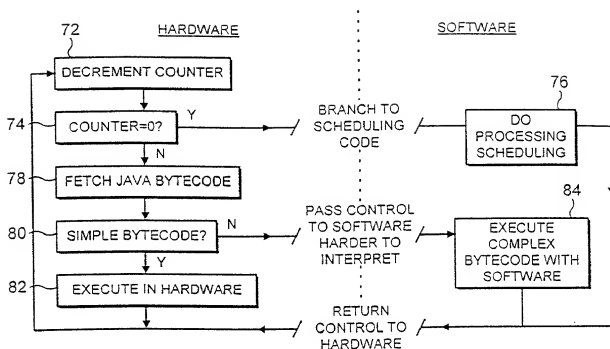 HARDWARE
SOFTWARE
72
DECREMENT COUNTER
74
COUNTER=0?
Y
BRANCH TO
SCHEDULING
CODE
76
DO
PROCESSING
SCHEDULING
N
78
FETCH JAVA BYTECODE
80
SIMPLE BYTECODE?
N
PASS CONTROL
TO SOFTWARE
HARDER TO
INTERPRET
84
EXECUTE
COMPLEX
BYTECODE WITH
SOFTWARE
Y
82
EXECUTE IN HARDWARE
RETURN
CONTROL TO
HARDWARE